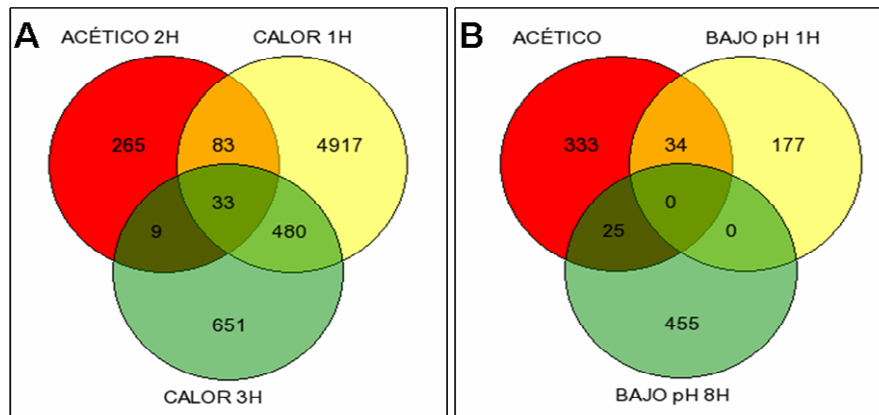 A
ACÉTICO 2H
CALOR 1H
265
83
4917
33
9
480
651
CALOR 3H
B
ACÉTICO
BAJO pH 1H
333
34
177
0
25
0
455
BAJO pH 8H